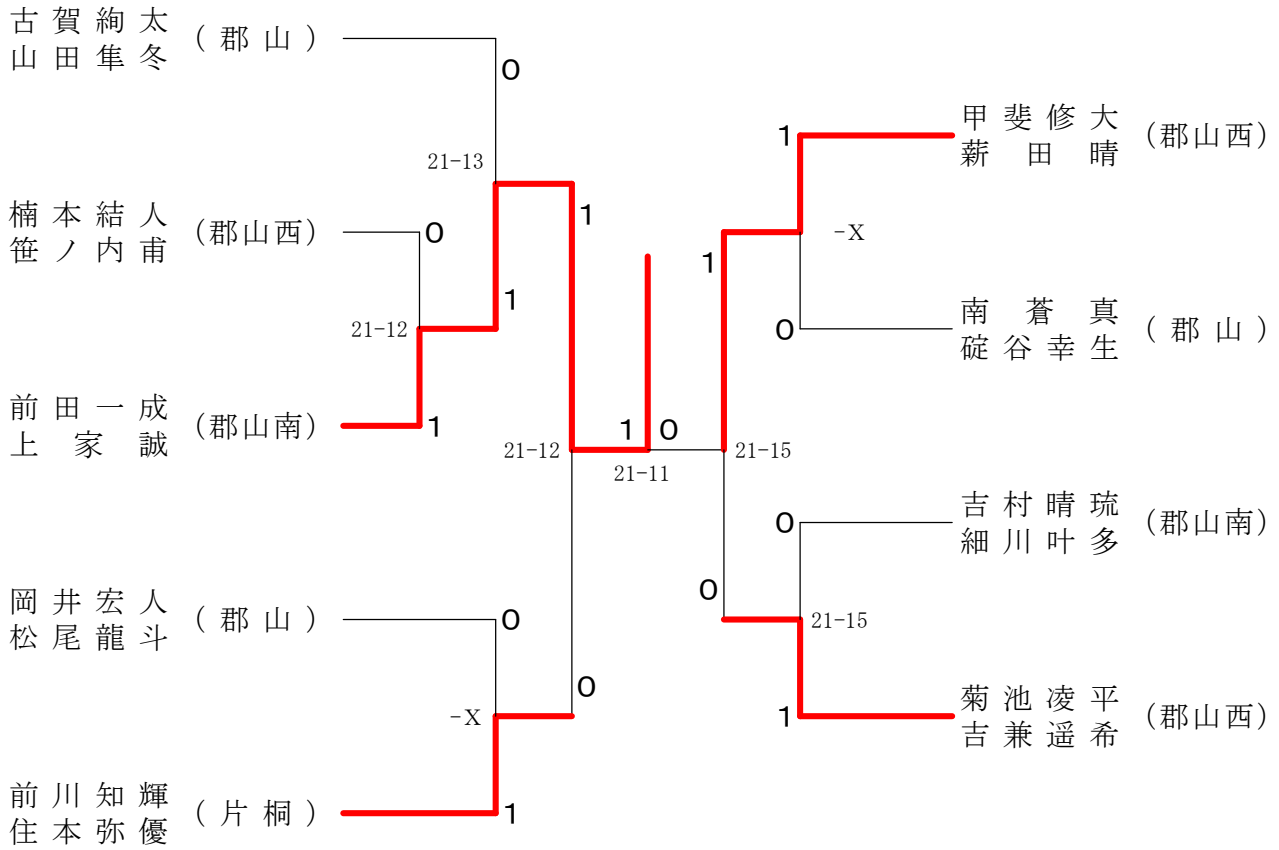 古賀絢太
山田隼冬
(郡山)
0
21-13
楠本結人
笹ノ内甫
(郡山西)
0
1
21-12
前田一成
上家誠
(郡山南)
1
1
21-12
岡井宏人
松尾龍斗
(郡山)
0
0
-X
前川知輝
住本弥優
(片桐)
1
1
0
21-11
甲斐修大
薪田晴
(郡山西)
1
-X
1
南蒼真
碇谷幸生
(郡山)
0
21-15
吉村晴琉
細川叶多
(郡山南)
0
0
21-15
菊池凌平
吉兼遥希
(郡山西)
1